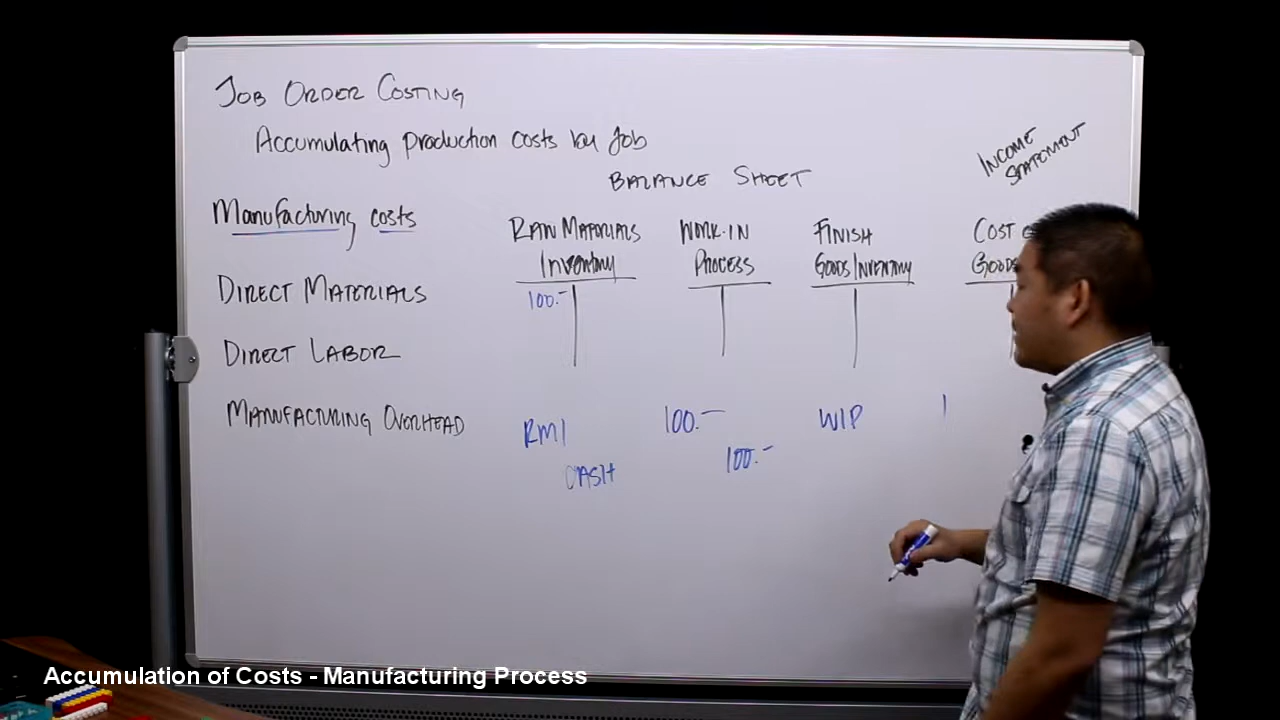 JOB ORDER COSTING
Accumulating production costs by Job
INCOME
STATEMENT
BALANCE SHEET
Manufacturing costs
RAW MATERIALS
Inventory
WORK-IN
PROCESS
FINISH
GOODS INVENTORY
COST
GOODS
DIRECT MATERIALS
100.-
DIRECT LABOR
MANUFACTURING OVERHEAD
RMI 100.-
CASH 100.-
WIP
Accumulation of Costs - Manufacturing Process